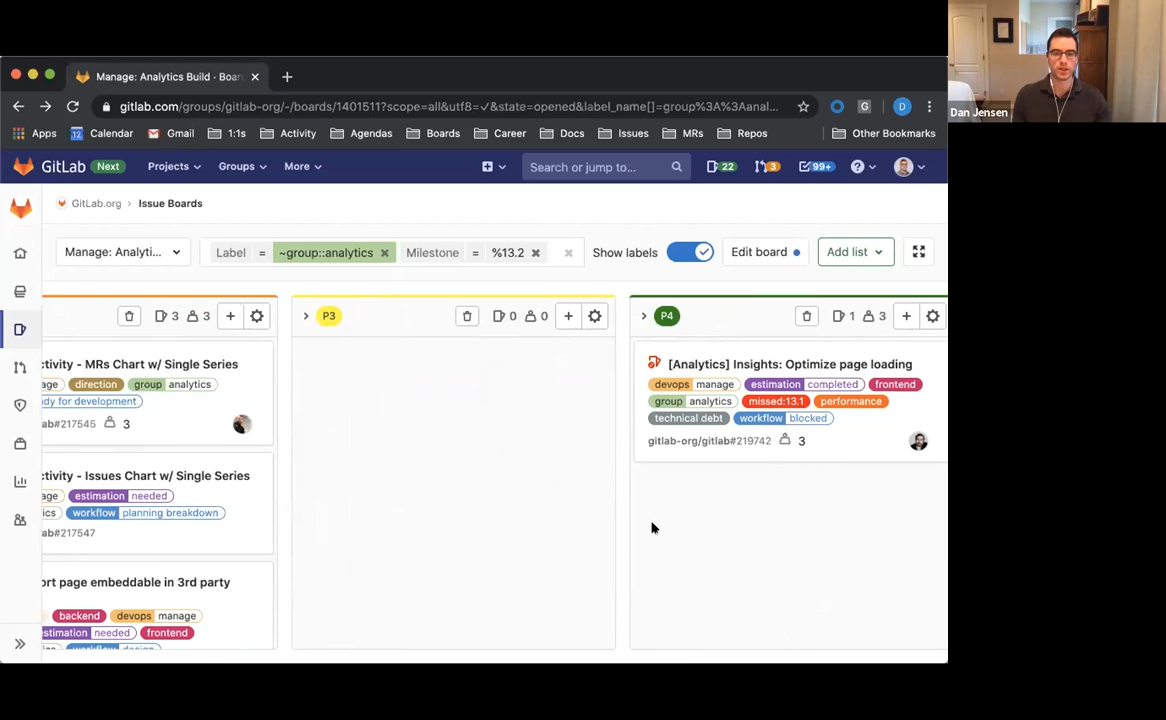 Manage: Analytics Build · Boar
gitlab.com/groups/gitlab-org/-/boards/1401511?scope=all&utf8=✓&state=opened&label_name[]=group%3A%3Aanal...
G
D
Apps
Calendar
Gmail
1:1s
Activity
Agendas
Boards
Career
Docs
Issues
MRs
Repos
Other Bookmarks
Dan Jensen
GitLab Next Projects Groups More Search or jump to... 22 3 99+
GitLab.org › Issue Boards
Manage: Analyti... Label = ~group::analytics Milestone = %13.2 Show labels Edit board Add list
3 3
ctivity - MRs Chart w/ Single Series
age direction group analytics
dy for development
ab#217545 3
ctivity - Issues Chart w/ Single Series
age estimation needed
ics workflow planning breakdown
ab#217547
ort page embeddable in 3rd party
backend devops manage
estimation needed frontend
workflow design
P3 0 0
P4 1 3
[Analytics] Insights: Optimize page loading
devops manage estimation completed frontend
group analytics missed:13.1 performance
technical debt workflow blocked
gitlab-org/gitlab#219742 3